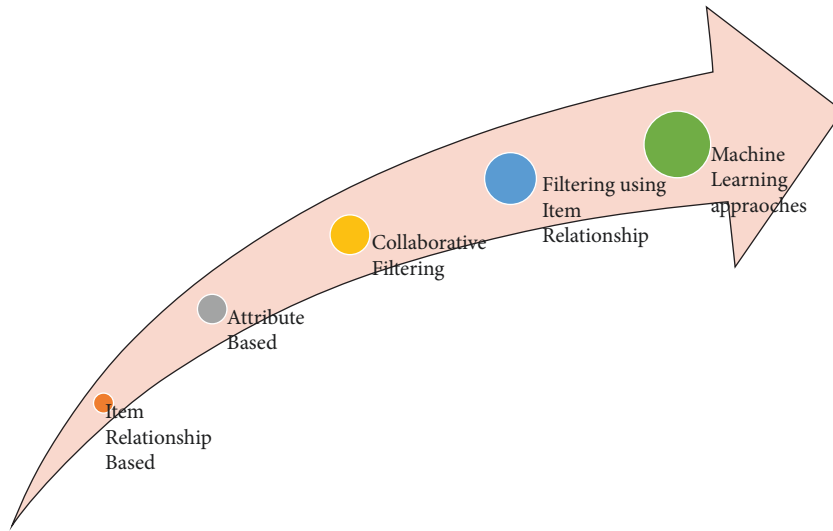 Item
Relationship
Based
Attribute
Based
Collaborative
Filtering
Filtering using
Item
Relationship
Machine
Learning
appraoches